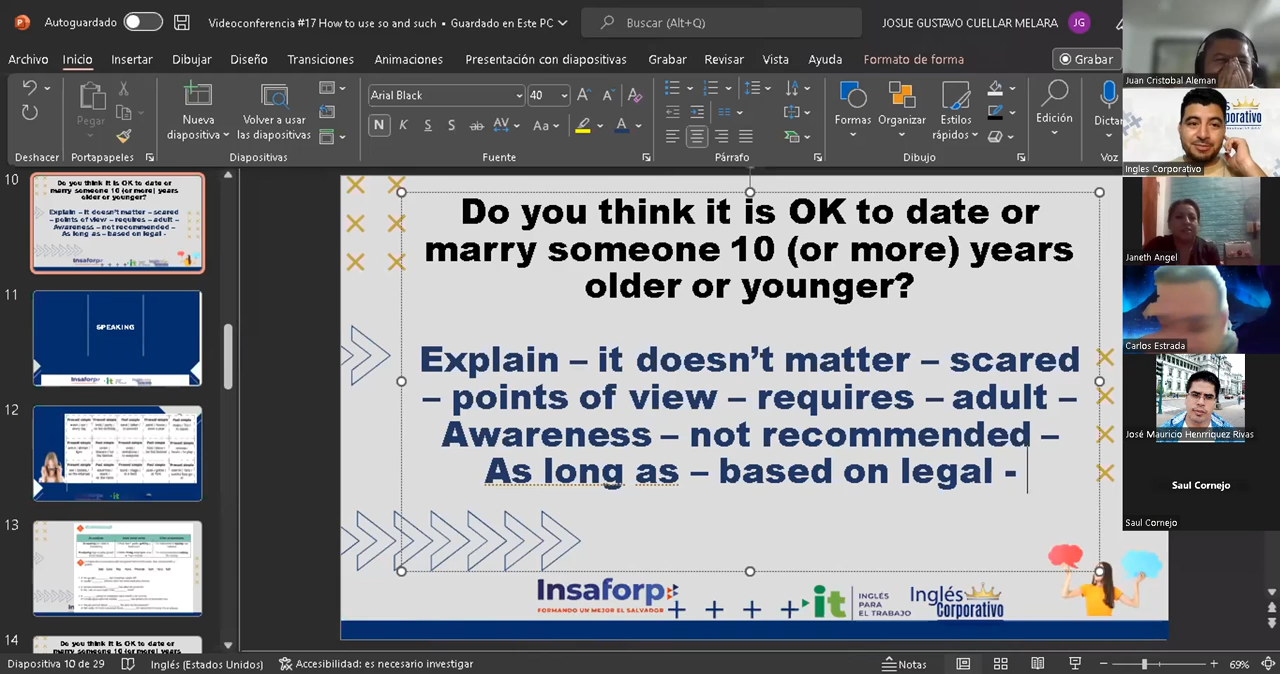 Autoguardado
Videoconferencia #17 How to use so and such • Guardado en Este PC
Buscar (Alt+Q)
JOSUE GUSTAVO CUELLAR MELARA
JG
Archivo Inicio Insertar Dibujar Diseño Transiciones Animaciones Presentación con diapositivas Grabar Revisar Vista Ayuda Formato de forma
Grabar
Pegar
Nueva diapositiva
Volver a usar las diapositivas
Arial Black 40
N K S S ab AV Aa A
Formas
Organizar
Estilos rápidos
Edición
Dictar
Deshacer Portapapeles Diapositivas Fuente Párrafo Dibujo Voz
10
Do you think it is OK to date or
marry someone 10 (or more) years
older or younger?
Explain – it doesn't matter – scared
– points of view – requires – adult –
Awareness – not recommended –
As long as – based on legal -
11
SPEAKING
12
13
14
Do you think it is OK to date or
marry someone 10 (or more) years
Do you think it is OK to date or
marry someone 10 (or more) years
older or younger?
Explain – it doesn't matter – scared
– points of view – requires – adult –
Awareness – not recommended –
As long as – based on legal -
insaforp
FORMANDO UN MEJOR EL SALVADOR
it
INGLÉS
PARA
EL TRABAJO
Inglés
Corporativo
Juan Cristobal Aleman
Ingles Corporativo
Janeth Angel
Carlos Estrada
José Mauricio Henrriquez Rivas
Saul Cornejo
Saul Cornejo
Diapositiva 10 de 29
Inglés (Estados Unidos)
Accesibilidad: es necesario investigar
Notas
69%